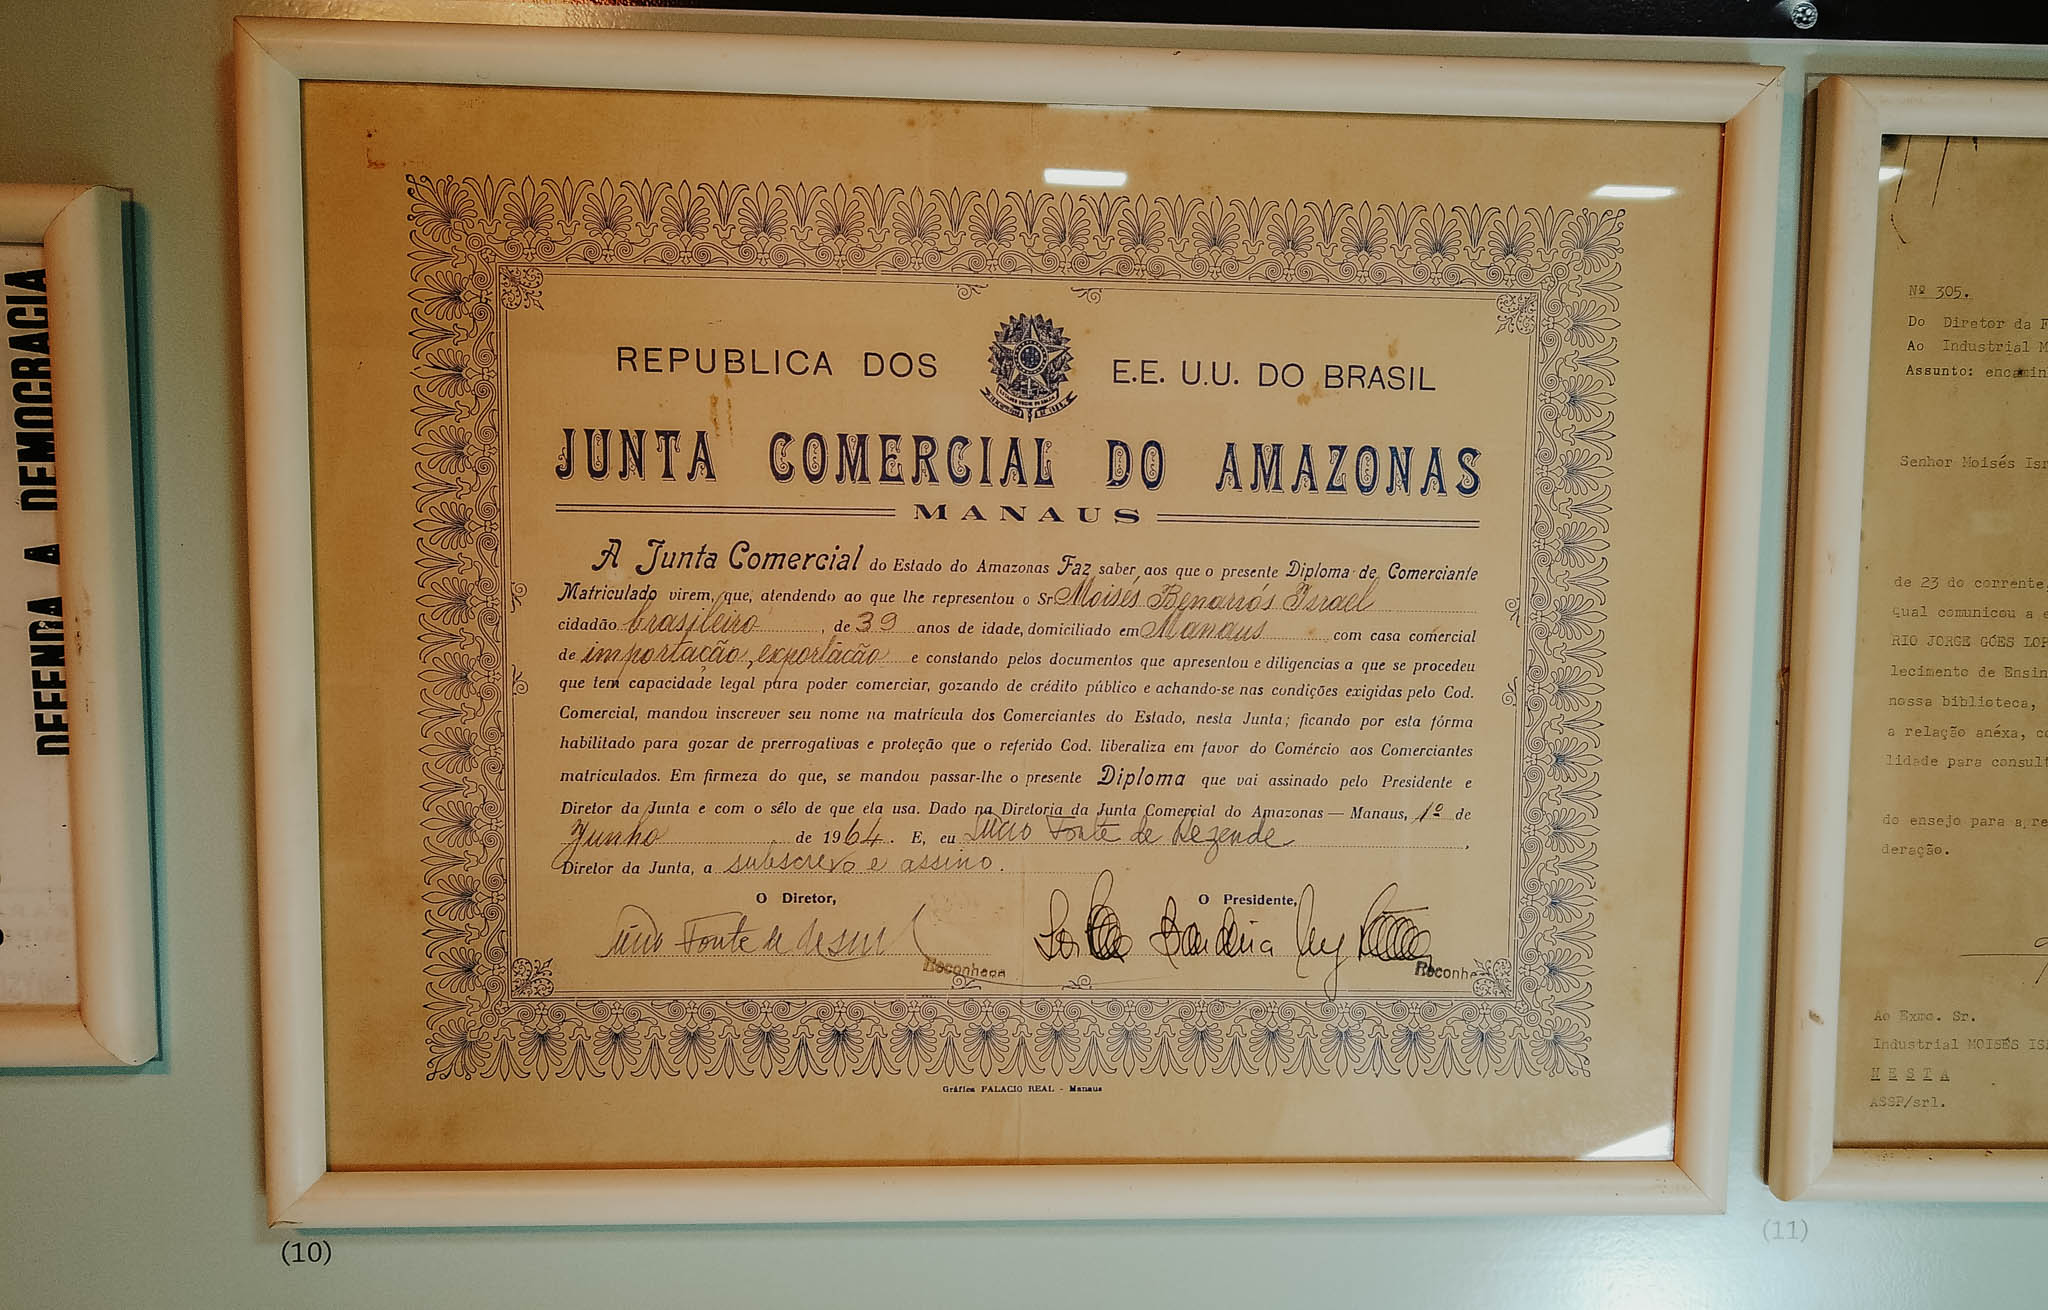 DEFENDA A DEMOCRACIA
REPUBLICA DOS E.E. U.U. DO BRASIL
JUNTA COMERCIAL DO AMAZONAS
MANAUS
A Junta Comercial do Estado do Amazonas Faz saber aos que o presente Diploma de Comerciante
Matriculado virem, que, atendendo ao que lhe representou o Sr Moisés Benarrós Israel
cidadão brasileiro, de 39 anos de idade, domiciliado em Manaus com casa comercial
de importação, exportação e constando pelos documentos que apresentou e diligencias a que se procedeu
que tem capacidade legal para poder comerciar, gozando de crédito público e achando-se nas condições exigidas pelo Cod.
Comercial, mandou inscrever seu nome na matrícula dos Comerciantes do Estado, nesta Junta; ficando por esta fórma
habilitado para gozar de prerrogativas e proteção que o referido Cod. liberaliza em favor do Comércio aos Comerciantes
matriculados. Em firmeza do que, se mandou passar-lhe o presente Diploma que vai assinado pelo Presidente e
Diretor da Junta e com o sêlo de que ela usa. Dado na Diretoria da Junta Comercial do Amazonas — Manaus, 1º de
Junho de 1964. E, eu Lúcio Fonte de Rezende,
Diretor da Junta, a subscrevo e assino.
O Diretor, O Presidente,
Lúcio Fonte de Bandeira
Reconheço Reconhe
Gráfica PALACIO REAL - Manaus
(10)
Nº 305.
Do Diretor da F
Ao Industrial M
Assunto: encamin
Senhor Moisés Isr
de 23 do corrente,
qual comunicou a e
RIO JORGE GÓES LOP
lecimento de Ensin
nossa biblioteca,
a relação anéxa, co
lidade para consult
do ensejo para a re
deração.
Ao Exmo. Sr.
Industrial MOISÉS ISR
NESTA
ASSP/srl.
(11)